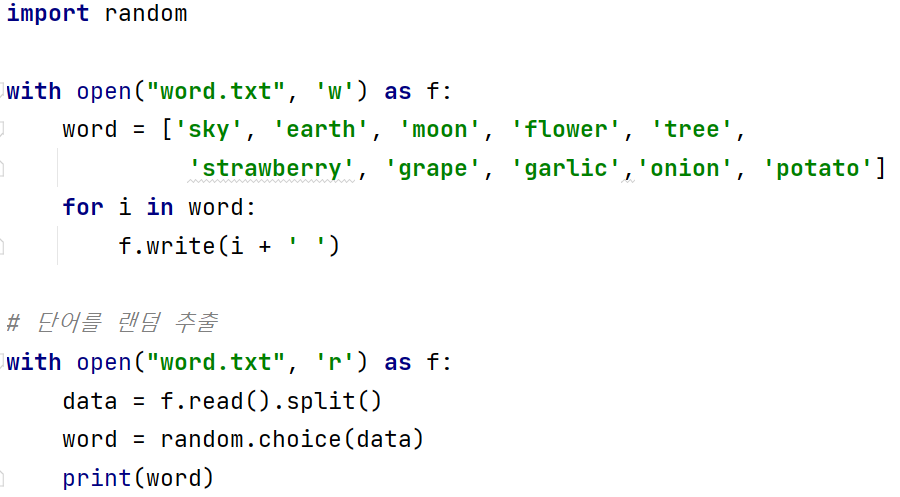 import random
with open("word.txt", 'w') as f:
    word = ['sky', 'earth', 'moon', 'flower', 'tree',
             'strawberry', 'grape', 'garlic','onion', 'potato']
    for i in word:
        f.write(i + ' ')
# 단어를 랜덤 추출
with open("word.txt", 'r') as f:
    data = f.read().split()
    word = random.choice(data)
    print(word)